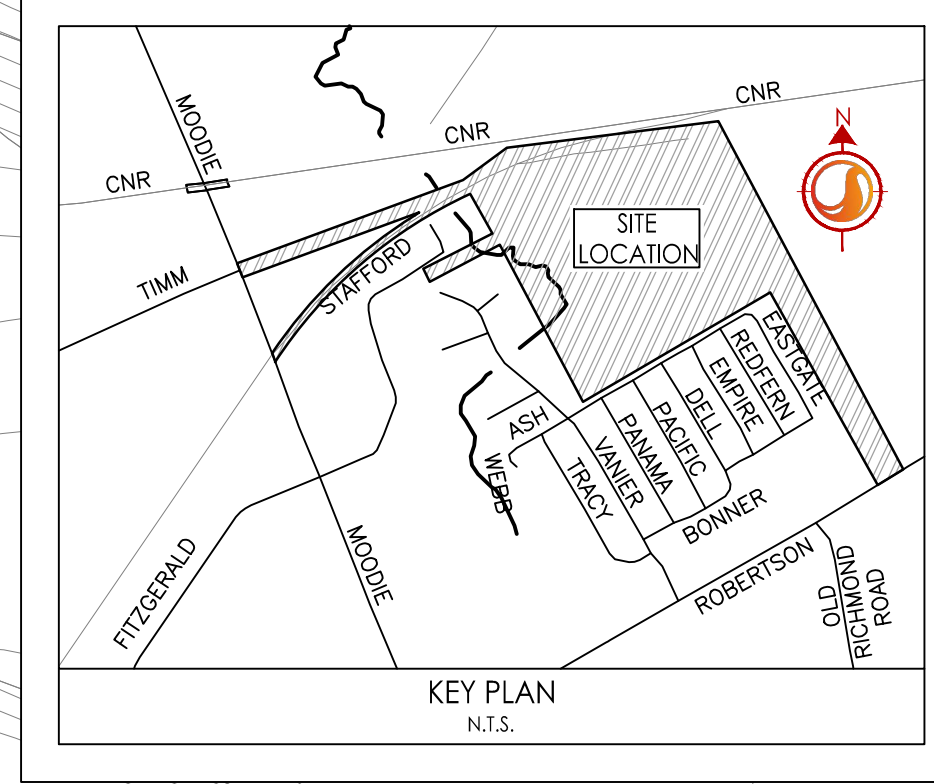 MOODIE
CNR
CNR
CNR
N
SITE
LOCATION
TIMM
STAFFORD
EASTGATE
REDFERN
EMPIRE
DELL
PACIFIC
PANAMA
VANIER
TRACY
ASH
WEBB
BONNER
MOODIE
FITZGERALD
ROBERTSON
OLD
RICHMOND
ROAD
KEY PLAN
N.T.S.